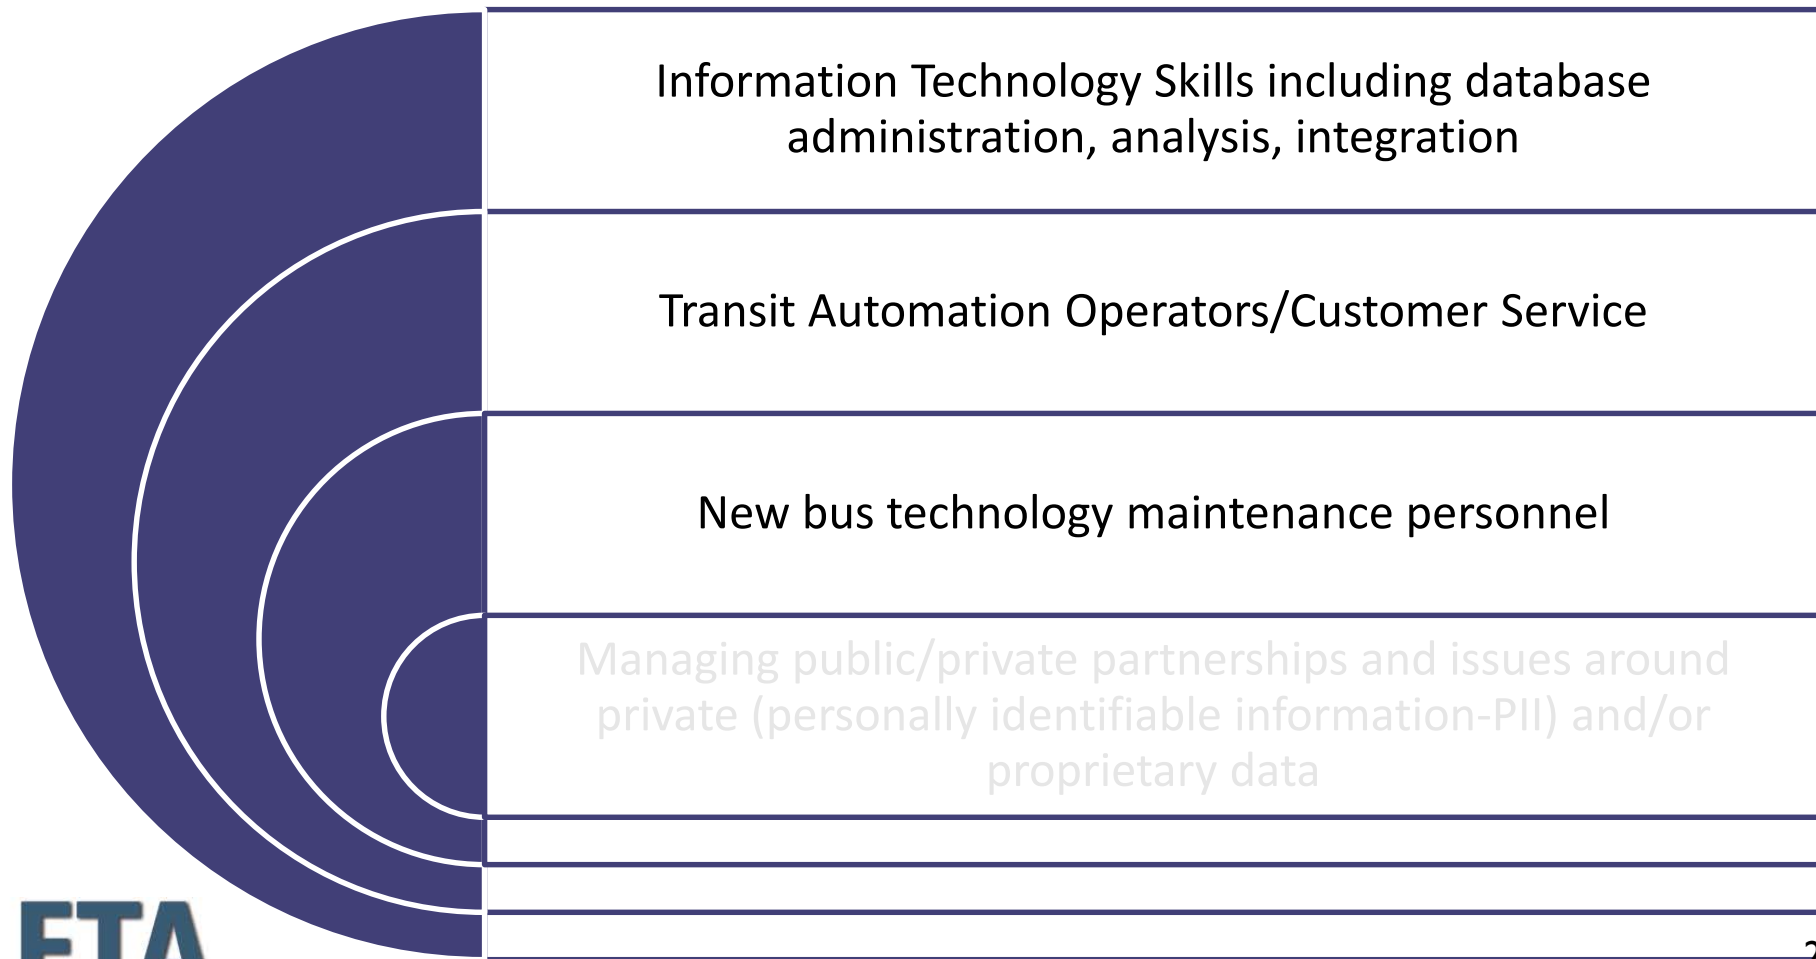 Information Technology Skills including database
administration, analysis, integration
Transit Automation Operators/Customer Service
New bus technology maintenance personnel
Managing public/private partnerships and issues around
private (personally identifiable information-PII) and/or
proprietary data
FTA